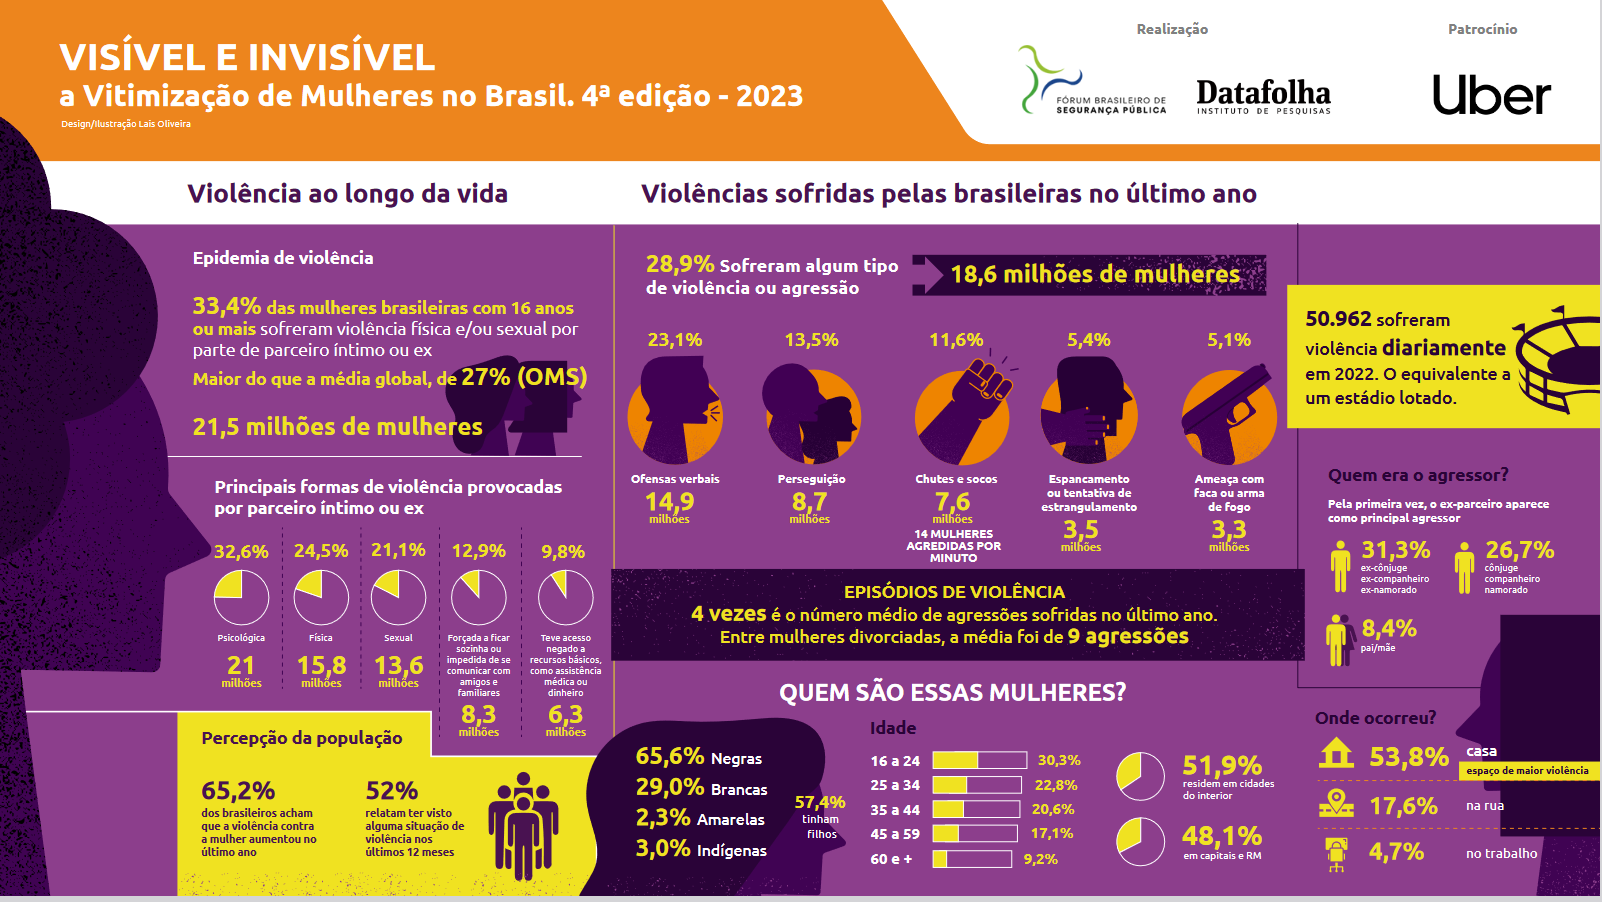 VISÍVEL E INVISÍVEL
a Vitimização de Mulheres no Brasil. 4ª edição - 2023
Design/Ilustração Lais Oliveira
Realização
FÓRUM BRASILEIRO DE
SEGURANÇA PÚBLICA
Datafolha
INSTITUTO DE PESQUISAS
Patrocínio
Uber
Violência ao longo da vida
Epidemia de violência
33,4% das mulheres brasileiras com 16 anos
ou mais sofreram violência física e/ou sexual por
parte de parceiro íntimo ou ex
Maior do que a média global, de 27% (OMS)
21,5 milhões de mulheres
Principais formas de violência provocadas
por parceiro íntimo ou ex
32,6%
Psicológica
21
milhões
24,5%
Física
15,8
milhões
21,1%
Sexual
13,6
milhões
12,9%
Forçada a ficar
sozinha ou
impedida de se
comunicar com
amigos e
familiares
8,3
milhões
9,8%
Teve acesso
negado a
recursos básicos,
como assistência
médica ou
dinheiro
6,3
milhões
Percepção da população
65,2%
dos brasileiros acham
que a violência contra
a mulher aumentou no
último ano
52%
relatam ter visto
alguma situação de
violência nos
últimos 12 meses
Violências sofridas pelas brasileiras no último ano
28,9% Sofreram algum tipo
de violência ou agressão
18,6 milhões de mulheres
23,1%
Ofensas verbais
14,9
milhões
13,5%
Perseguição
8,7
milhões
11,6%
Chutes e socos
7,6
milhões
14 MULHERES
AGREDIDAS POR
MINUTO
5,4%
Espancamento
ou tentativa de
estrangulamento
3,5
milhões
5,1%
Ameaça com
faca ou arma
de fogo
3,3
milhões
EPISÓDIOS DE VIOLÊNCIA
4 vezes é o número médio de agressões sofridas no último ano.
Entre mulheres divorciadas, a média foi de 9 agressões
QUEM SÃO ESSAS MULHERES?
65,6% Negras
29,0% Brancas
2,3% Amarelas
3,0% Indígenas
57,4%
tinham
filhos
Idade
16 a 24 30,3%
25 a 34 22,8%
35 a 44 20,6%
45 a 59 17,1%
60 e + 9,2%
51,9%
residem em cidades
do interior
48,1%
em capitais e RM
50.962 sofreram
violência diariamente
em 2022. O equivalente a
um estádio lotado.
Quem era o agressor?
Pela primeira vez, o ex-parceiro aparece
como principal agressor
31,3%
ex-cônjuge
ex-companheiro
ex-namorado
26,7%
cônjuge
companheiro
namorado
8,4%
pai/mãe
Onde ocorreu?
53,8% casa
espaço de maior violência
17,6% na rua
4,7% no trabalho